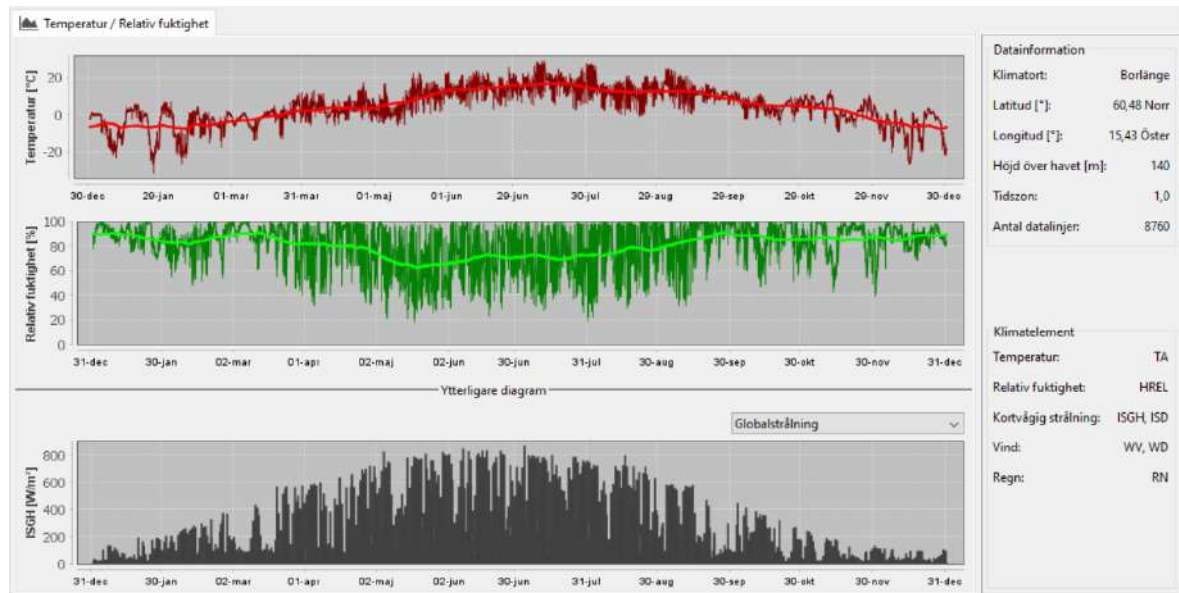 Temperatur / Relativ fuktighet
Temperatur [°C]
20
0
-20
30-dec 29-jan 01-mar 31-mar 01-maj 01-jun 29-jun 30-jul 29-aug 29-sep 29-okt 29-nov 30-dec
Relativ fuktighet [%]
100
80
60
40
20
0
31-dec 30-jan 02-mar 01-apr 02-maj 02-jun 30-jun 31-jul 30-aug 30-sep 30-okt 30-nov 31-dec
Ytterligare diagram
Globalstrålning
ISGH [W/m²]
800
600
400
200
0
31-dec 30-jan 02-mar 01-apr 02-maj 02-jun 30-jun 31-jul 30-aug 30-sep 30-okt 30-nov 31-dec
Datainformation
Klimatort: Borlänge
Latitud [°]: 60,48 Norr
Longitud [°]: 15,43 Öster
Höjd över havet [m]: 140
Tidszon: 1,0
Antal datalinjer: 8760
Klimatelement
Temperatur: TA
Relativ fuktighet: HREL
Kortvågig strålning: ISGH, ISD
Vind: WV, WD
Regn: RN